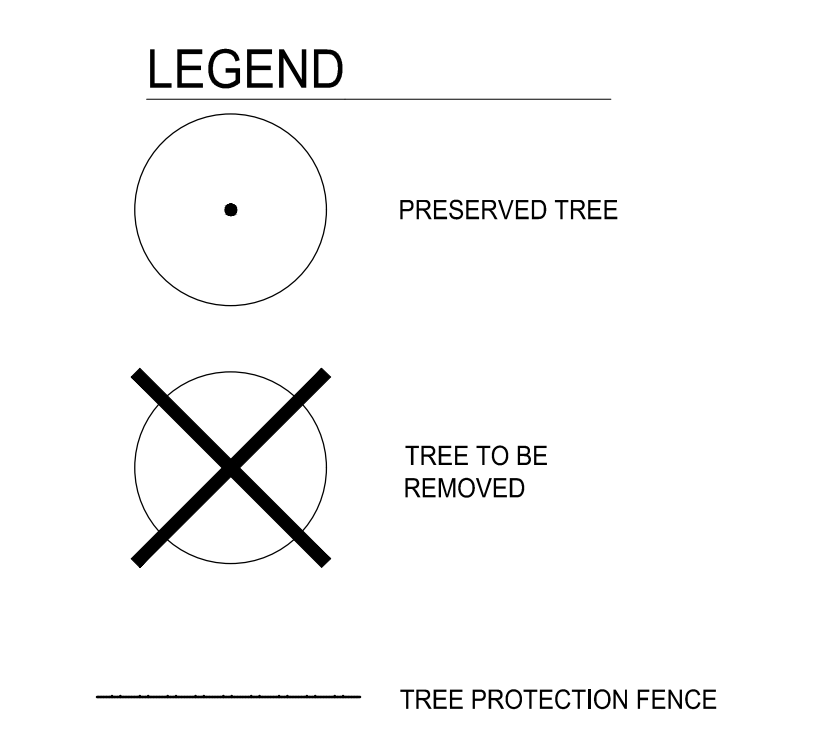 LEGEND
PRESERVED TREE
TREE TO BE
REMOVED
TREE PROTECTION FENCE